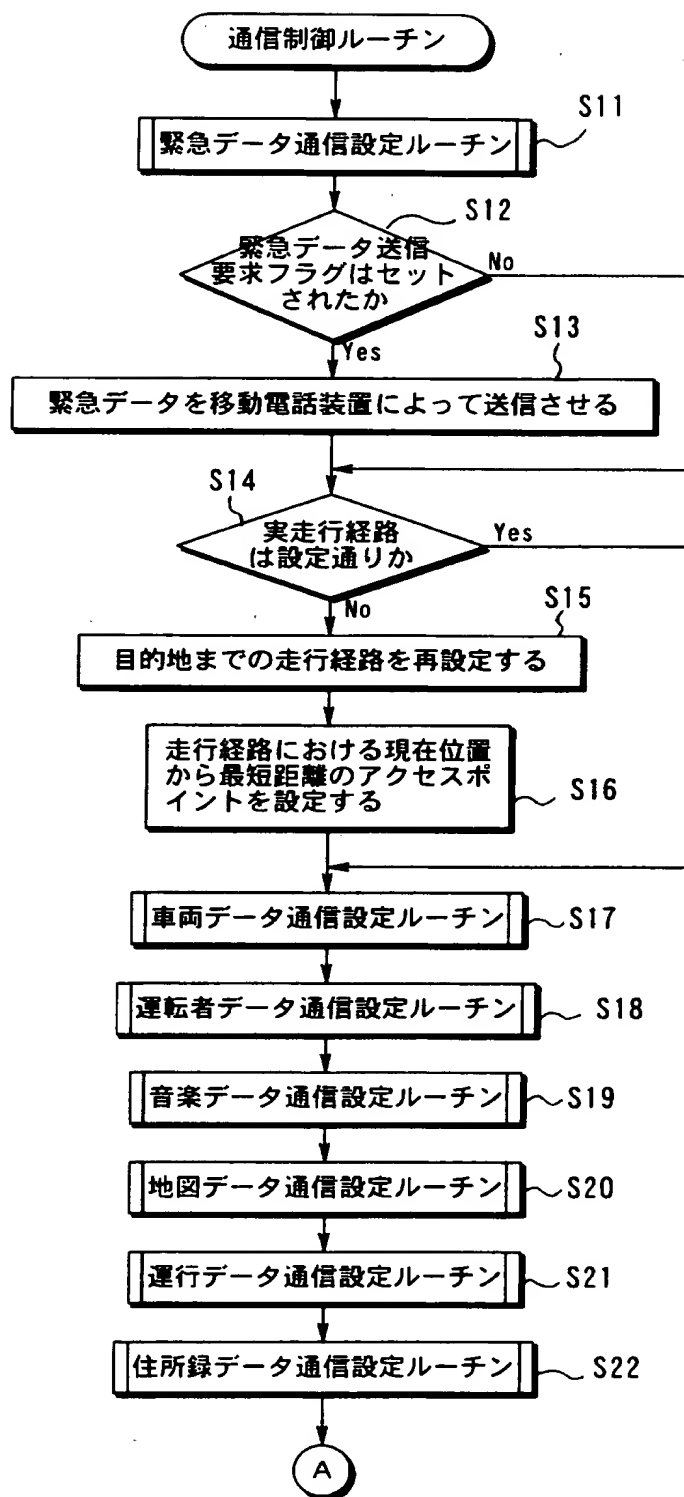 通信制御ルーチン
S11
緊急データ通信設定ルーチン
S12
緊急データ送信
要求フラグはセット
されたか
No
Yes
S13
緊急データを移動電話装置によって送信させる
S14
実走行経路
は設定通りか
Yes
No
S15
目的地までの走行経路を再設定する
走行経路における現在位置
から最短距離のアクセスポ
イントを設定する
S16
車両データ通信設定ルーチン
S17
運転者データ通信設定ルーチン
S18
音楽データ通信設定ルーチン
S19
地図データ通信設定ルーチン
S20
運行データ通信設定ルーチン
S21
住所録データ通信設定ルーチン
S22
A